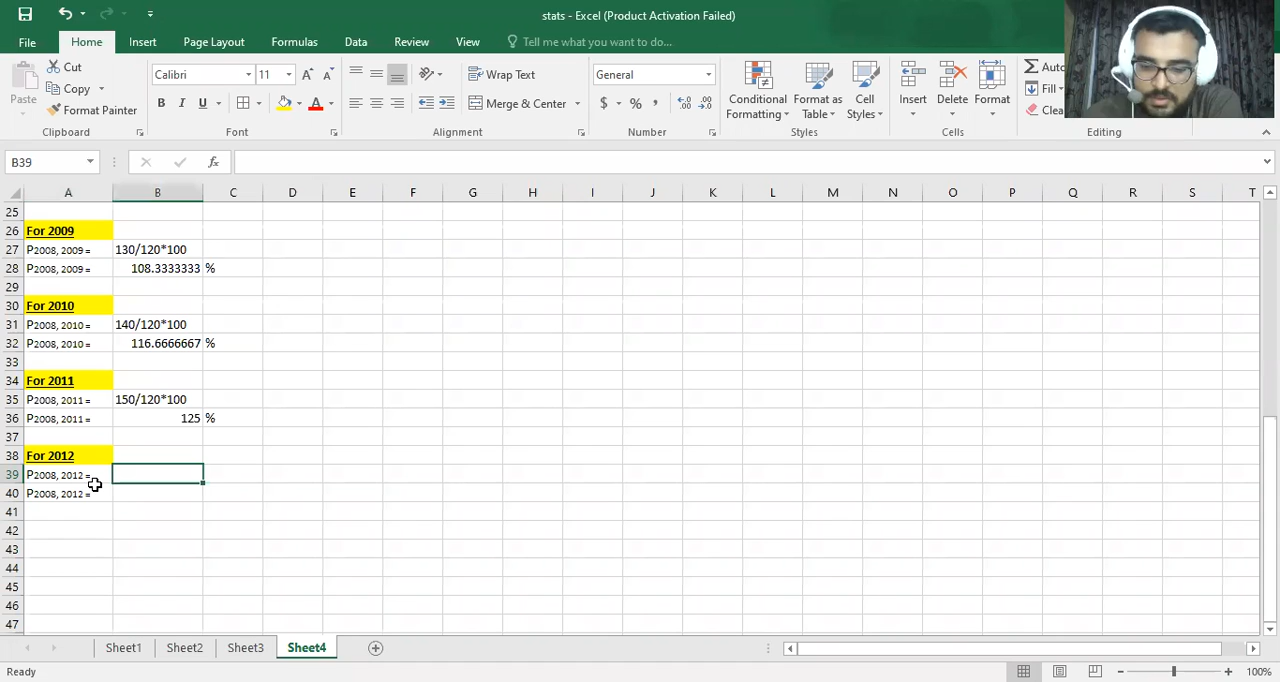 stats - Excel (Product Activation Failed)
File Home Insert Page Layout Formulas Data Review View Tell me what you want to do...
Paste Cut Copy Format Painter Clipboard
Calibri 11 A A B I U A Font
Wrap Text Merge & Center Alignment
General $ % , .0 .00 Number
Conditional Formatting Format as Table Cell Styles Styles
Insert Delete Format Cells
Auto Fill Clea Editing
B39 fx
A B C D E F G H I J K L M N O P Q R S T
25
26 For 2009
27 P2008, 2009 = 130/120*100
28 P2008, 2009 = 108.3333333 %
29
30 For 2010
31 P2008, 2010 = 140/120*100
32 P2008, 2010 = 116.6666667 %
33
34 For 2011
35 P2008, 2011 = 150/120*100
36 P2008, 2011 = 125 %
37
38 For 2012
39 P2008, 2012 =
40 P2008, 2012 =
41
42
43
44
45
46
47
Sheet1 Sheet2 Sheet3 Sheet4
Ready 100%